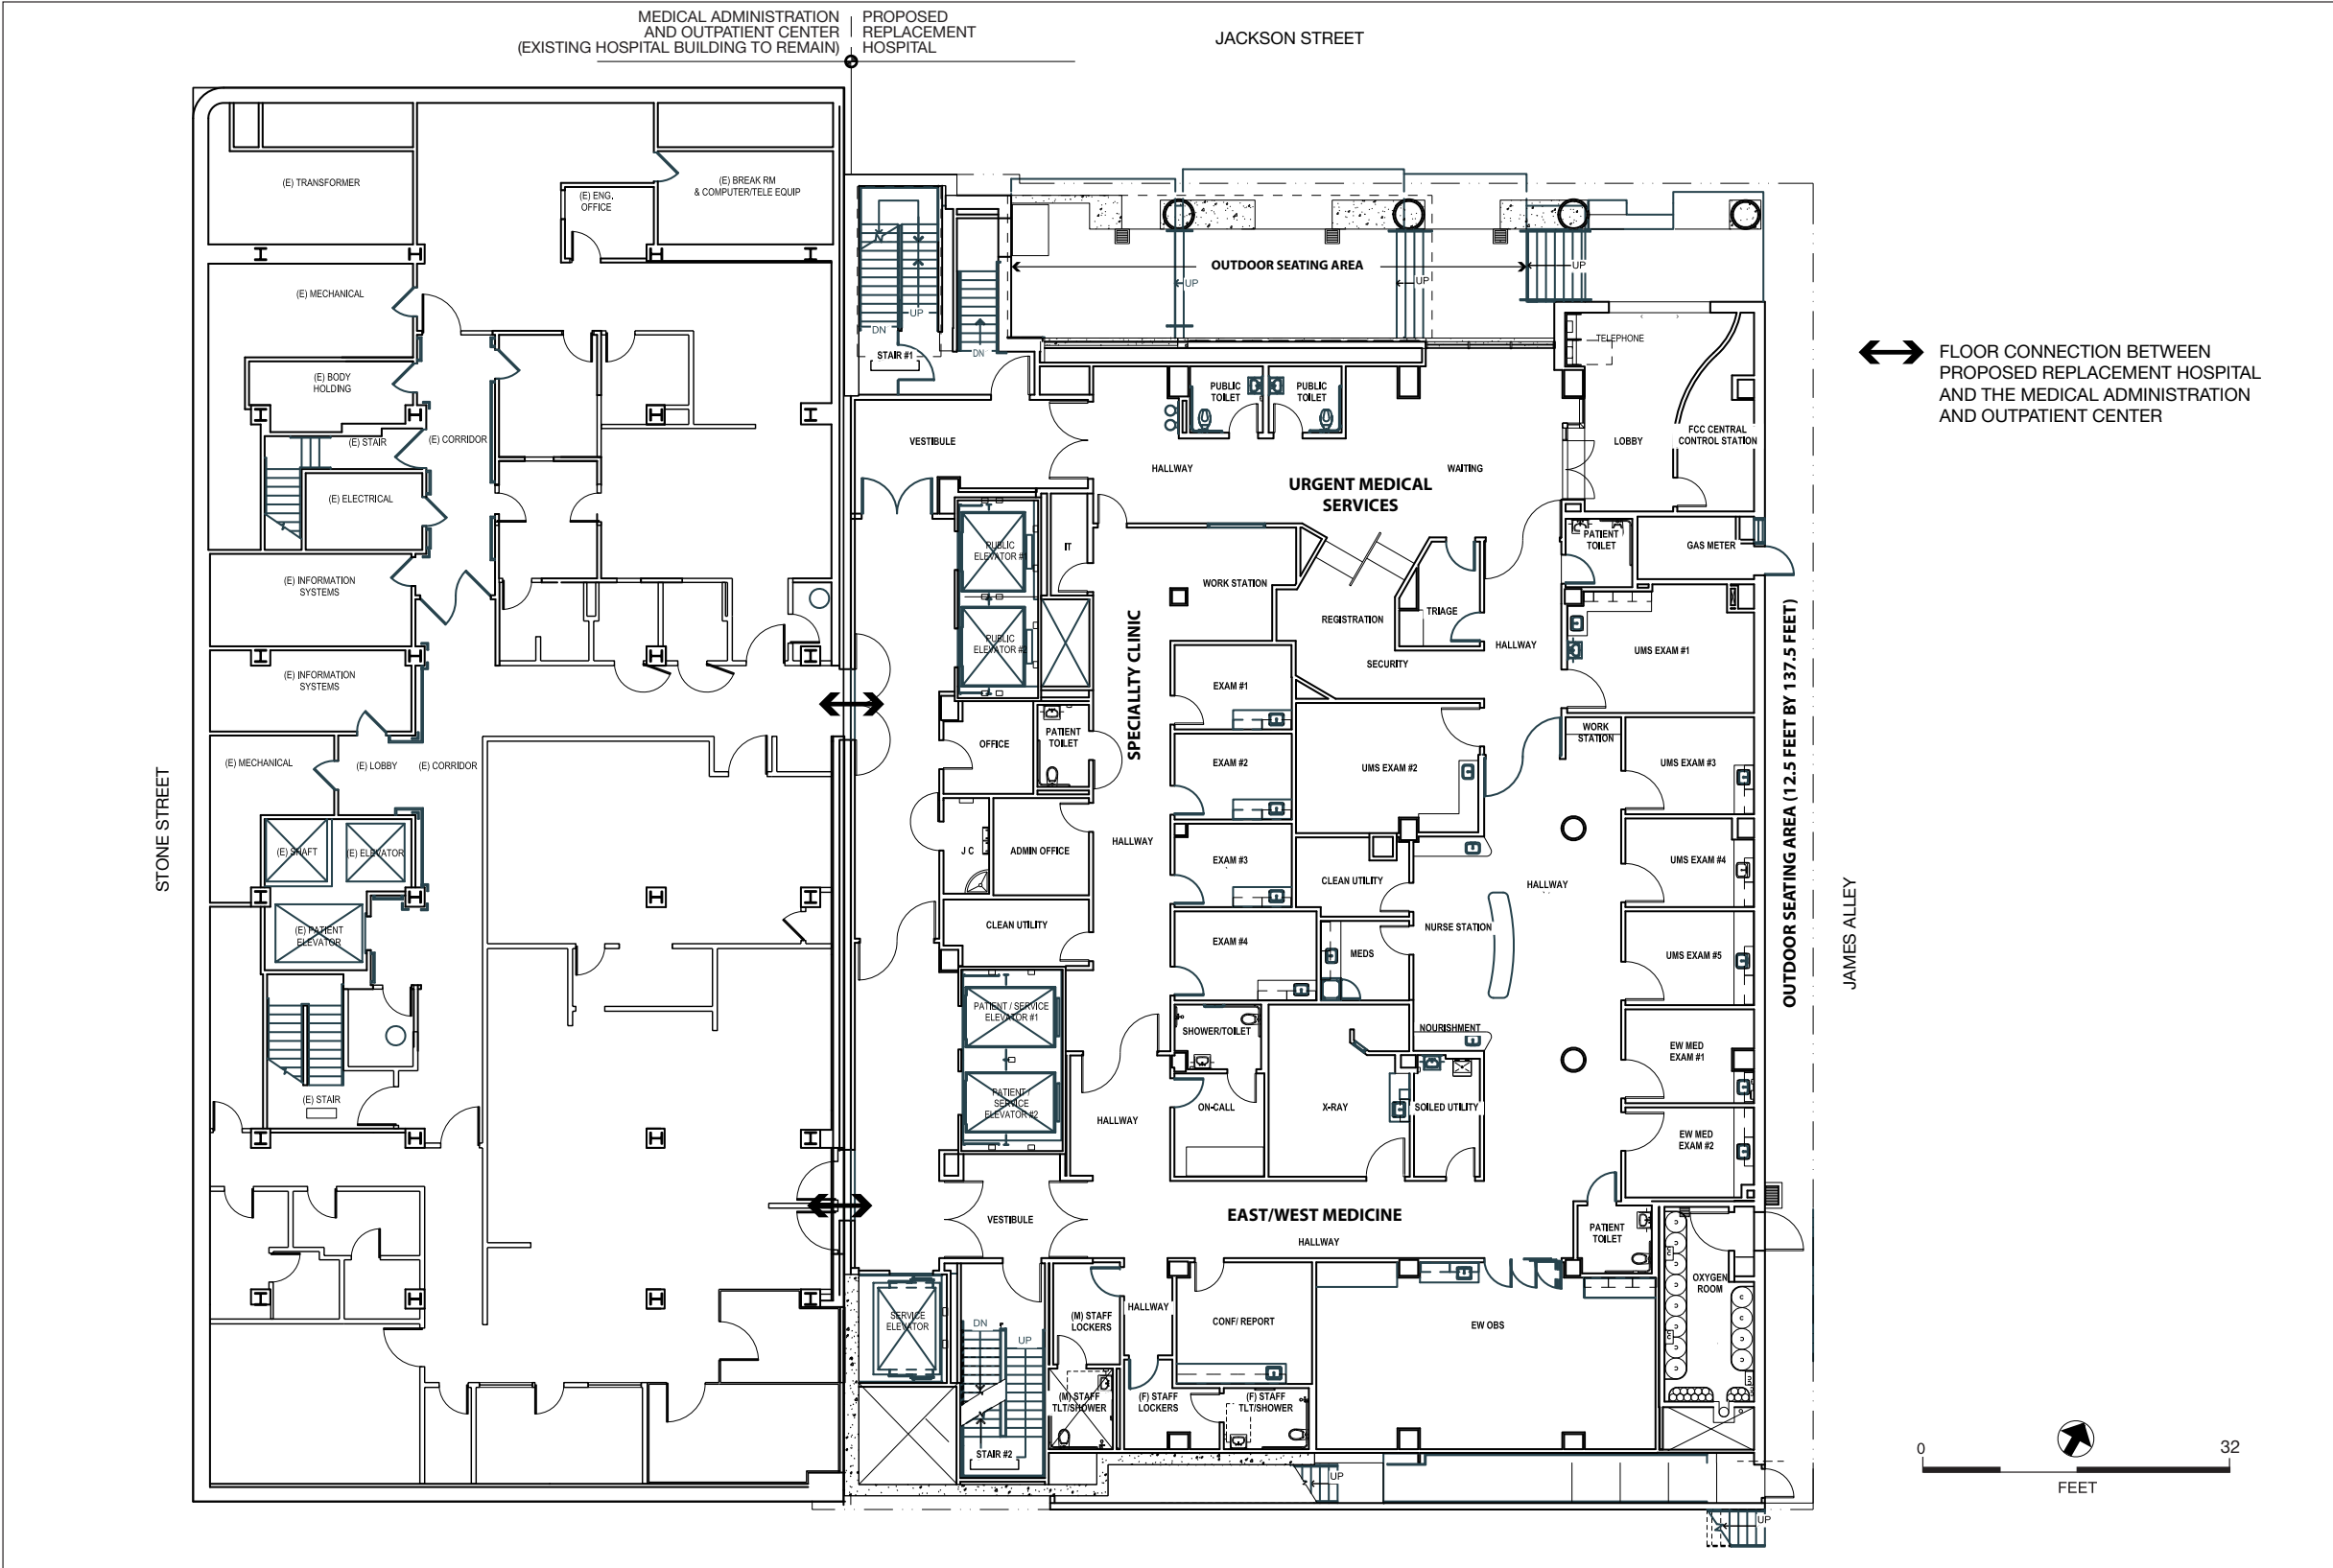 MEDICAL ADMINISTRATION
AND OUTPATIENT CENTER
(EXISTING HOSPITAL BUILDING TO REMAIN)
PROPOSED
REPLACEMENT
HOSPITAL
JACKSON STREET
(E) TRANSFORMER
(E) ENG.
OFFICE
(E) BREAK RM
& COMPUTER/TELE EQUIP
(E) MECHANICAL
(E) BODY
HOLDING
(E) STAIR
(E) CORRIDOR
(E) ELECTRICAL
(E) INFORMATION
SYSTEMS
(E) INFORMATION
SYSTEMS
(E) MECHANICAL
(E) LOBBY
(E) CORRIDOR
(E) SHAFT
(E) ELEVATOR
(E) PATIENT
ELEVATOR
(E) STAIR
STONE STREET
DN
UP
STAIR #1
DN
OUTDOOR SEATING AREA
UP
UP
UP
TELEPHONE
PUBLIC
TOILET
PUBLIC
TOILET
VESTIBULE
HALLWAY
WAITING
LOBBY
FCC CENTRAL
CONTROL STATION
URGENT MEDICAL
SERVICES
PUBLIC
ELEVATOR #1
IT
PATIENT
TOILET
GAS METER
WORK STATION
REGISTRATION
TRIAGE
PUBLIC
ELEVATOR #2
HALLWAY
UMS EXAM #1
SECURITY
SPECIALLTY CLINIC
EXAM #1
OFFICE
PATIENT
TOILET
WORK
STATION
EXAM #2
UMS EXAM #2
UMS EXAM #3
J C
ADMIN OFFICE
HALLWAY
EXAM #3
CLEAN UTILITY
HALLWAY
UMS EXAM #4
CLEAN UTILITY
EXAM #4
MEDS
NURSE STATION
UMS EXAM #5
PATIENT / SERVICE
ELEVATOR #1
SHOWER/TOILET
NOURISHMENT
EW MED
EXAM #1
PATIENT /
SERVICE
ELEVATOR #2
HALLWAY
ON-CALL
X-RAY
SOILED UTILITY
EW MED
EXAM #2
VESTIBULE
EAST/WEST MEDICINE
HALLWAY
PATIENT
TOILET
OXYGEN
ROOM
SERVICE
ELEVATOR
DN
UP
STAIR #2
(M) STAFF
LOCKERS
HALLWAY
CONF/ REPORT
EW OBS
(M) STAFF
TLT/SHOWER
(F) STAFF
LOCKERS
(F) STAFF
TLT/SHOWER
UP
UP
OUTDOOR SEATING AREA (12.5 FEET BY 137.5 FEET)
JAMES ALLEY
FLOOR CONNECTION BETWEEN
PROPOSED REPLACEMENT HOSPITAL
AND THE MEDICAL ADMINISTRATION
AND OUTPATIENT CENTER
0
32
FEET